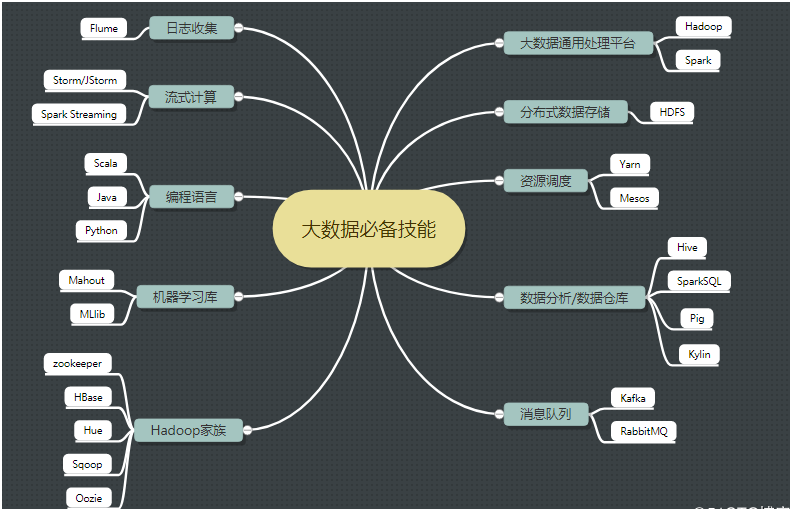 大数据必备技能
日志收集
Flume
流式计算
Storm/JStorm
Spark Streaming
编程语言
Scala
Java
Python
机器学习库
Mahout
MLlib
Hadoop家族
zookeeper
HBase
Hue
Sqoop
Oozie
大数据通用处理平台
Hadoop
Spark
分布式数据存储
HDFS
资源调度
Yarn
Mesos
数据分析/数据仓库
Hive
SparkSQL
Pig
Kylin
消息队列
Kafka
RabbitMQ